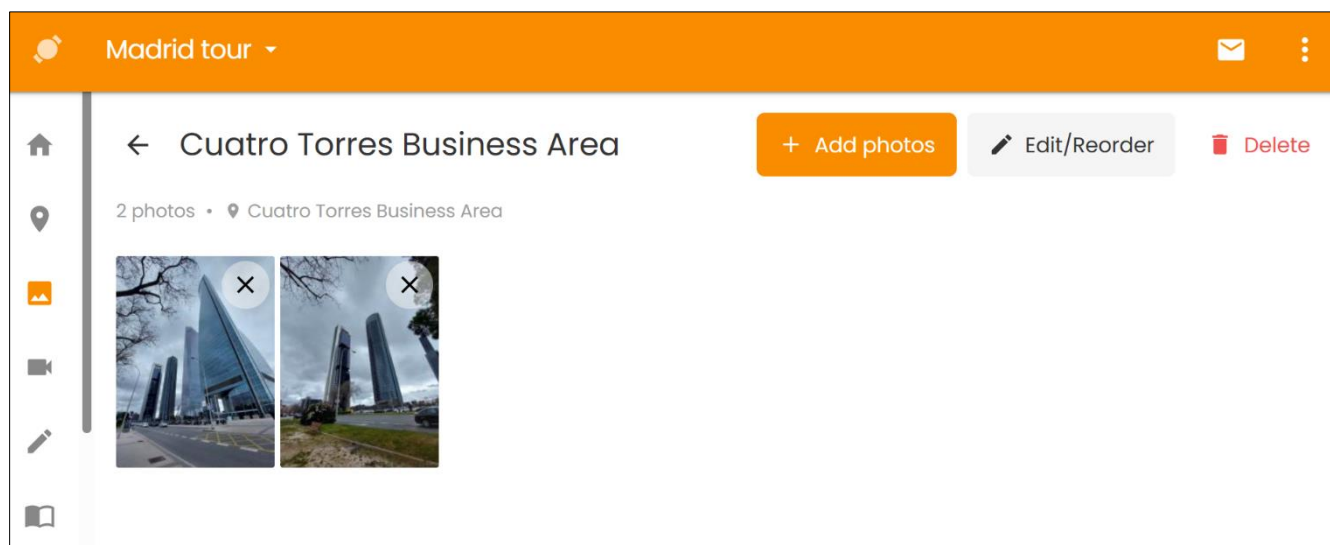 Madrid tour
Cuatro Torres Business Area
+ Add photos
Edit/Reorder
Delete
2 photos • Cuatro Torres Business Area